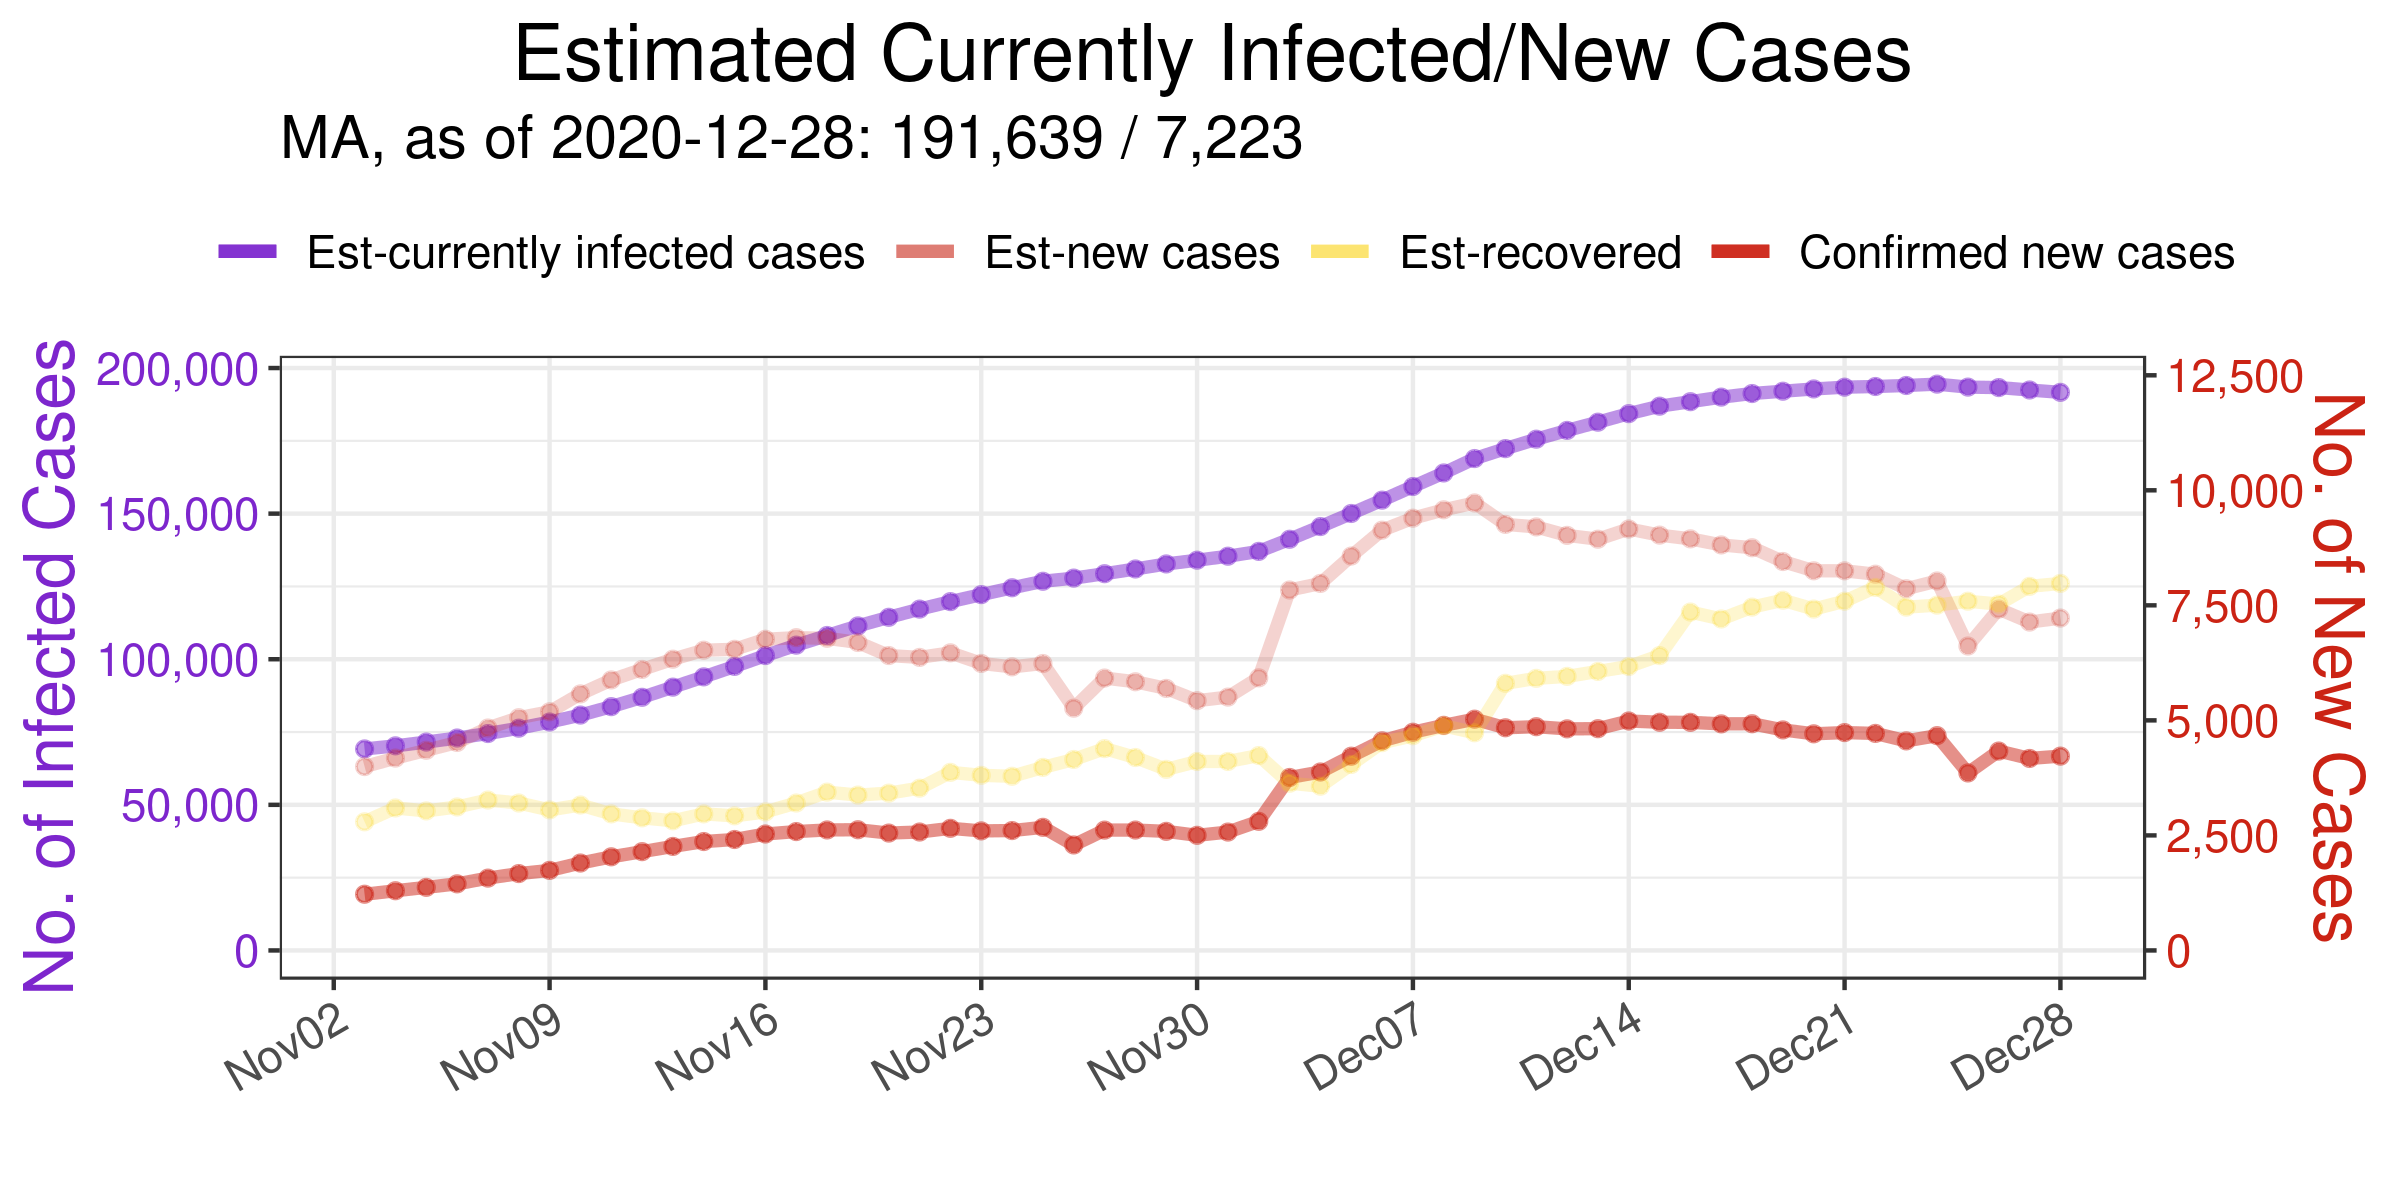 Estimated Currently Infected/New Cases
MA, as of 2020-12-28: 191,639 / 7,223
Est-currently infected cases Est-new cases Est-recovered Confirmed new cases
No. of Infected Cases
200,000
150,000
100,000
50,000
0
12,500
10,000
7,500
5,000
2,500
0
No. of New Cases
Nov02 Nov09 Nov16 Nov23 Nov30 Dec07 Dec14 Dec21 Dec28